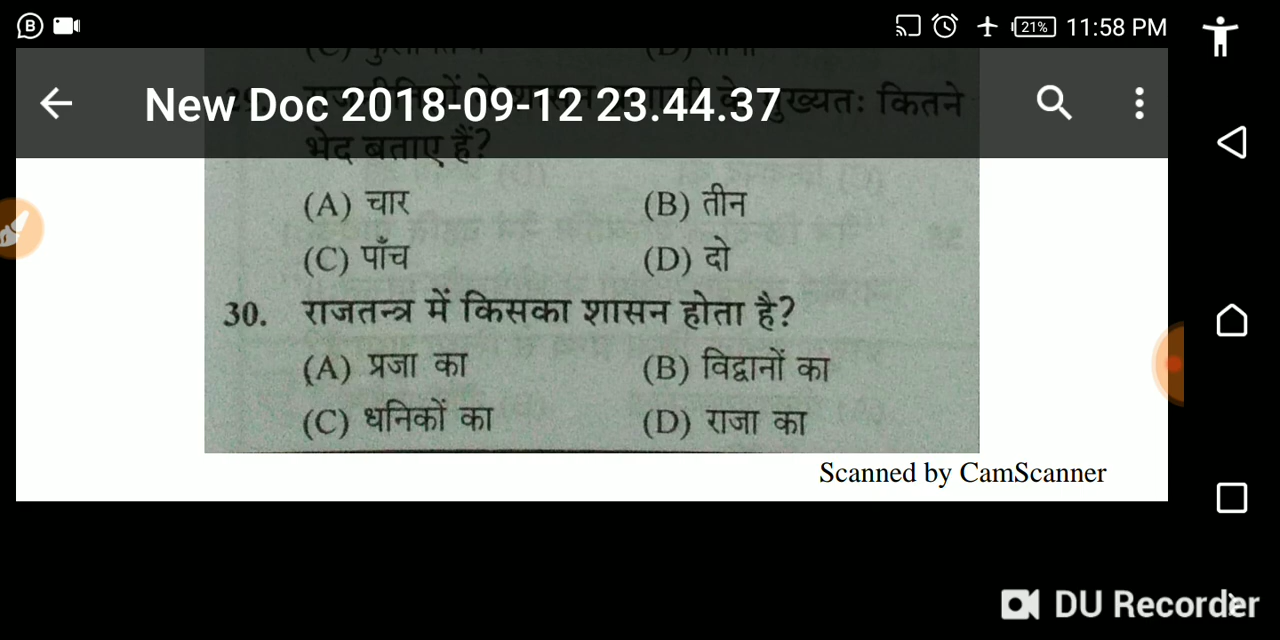 B 21% 11:58 PM
(C) (D)
New Doc 2018-09-12 23.44.37
के मुख्यतः कितने
भेद बताए हैं?
(A) चार (B) तीन
(C) पाँच (D) दो
30. राजतन्त्र में किसका शासन होता है?
(A) प्रजा का (B) विद्वानों का
(C) धनिकों का (D) राजा का
Scanned by CamScanner
DU Recorder